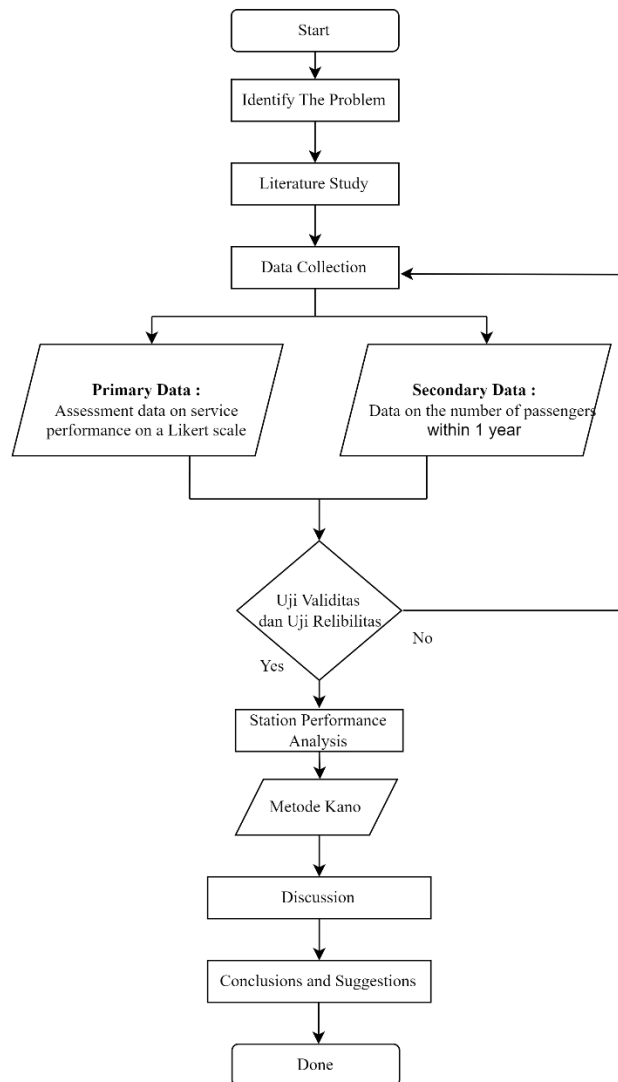 Start
Identify The Problem
Literature Study
Data Collection
Primary Data :
Assessment data on service
performance on a Likert scale
Secondary Data :
Data on the number of passengers
within 1 year
Uji Validitas
dan Uji Relibilitas
No
Yes
Station Performance
Analysis
Metode Kano
Discussion
Conclusions and Suggestions
Done